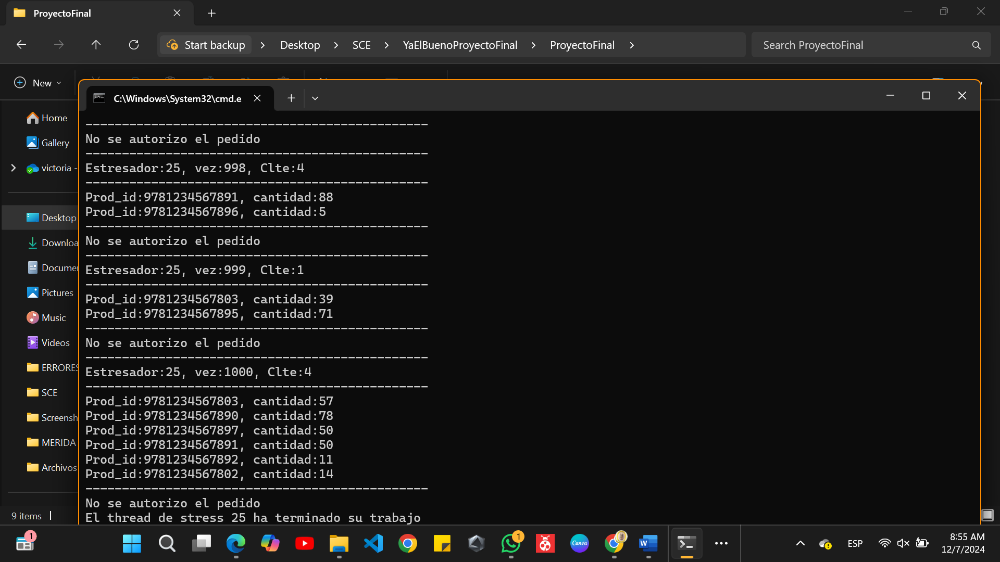 ProyectoFinal
Start backup
Desktop
SCE
YaElBuenoProyectoFinal
ProyectoFinal
Search ProyectoFinal
New
C:\Windows\System32\cmd.e
Home
Gallery
victoria -
Desktop
Downloa
Documen
Pictures
Music
Videos
ERRORES
SCE
Screensh
MERIDA
Archivos
9 items
-----------------------------------------------
No se autorizo el pedido
-----------------------------------------------
Estresador:25, vez:998, Clte:4
-----------------------------------------------
Prod_id:9781234567891, cantidad:88
Prod_id:9781234567896, cantidad:5
-----------------------------------------------
No se autorizo el pedido
-----------------------------------------------
Estresador:25, vez:999, Clte:1
-----------------------------------------------
Prod_id:9781234567803, cantidad:39
Prod_id:9781234567895, cantidad:71
-----------------------------------------------
No se autorizo el pedido
-----------------------------------------------
Estresador:25, vez:1000, Clte:4
-----------------------------------------------
Prod_id:9781234567803, cantidad:57
Prod_id:9781234567890, cantidad:78
Prod_id:9781234567897, cantidad:50
Prod_id:9781234567891, cantidad:50
Prod_id:9781234567892, cantidad:11
Prod_id:9781234567802, cantidad:14
-----------------------------------------------
No se autorizo el pedido
El thread de stress 25 ha terminado su trabajo
1
1
Canva
W
ESP
8:55 AM
12/7/2024